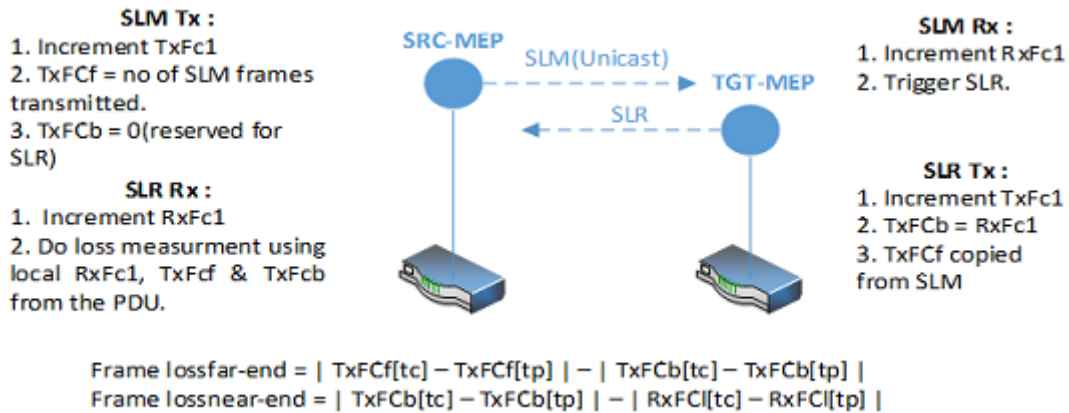 SLM Tx :
1. Increment TxFc1
2. TxFCf = no of SLM frames
transmitted.
3. TxFCb = 0(reserved for
SLR)
SLR Rx :
1. Increment RxFc1
2. Do loss measurment using
local RxFc1, TxFcf & TxFcb
from the PDU.
SRC-MEP
SLM(Unicast)
TGT-MEP
SLR
SLM Rx :
1. Increment RxFc1
2. Trigger SLR.
SLR Tx :
1. Increment TxFc1
2. TxFCb = RxFc1
3. TxFCf copied
from SLM
Frame lossfar-end = | TxFCf[tc] – TxFCf[tp] | – | TxFCb[tc] – TxFCb[tp] |
Frame lossnear-end = | TxFCb[tc] – TxFCb[tp] | – | RxFCl[tc] – RxFCl[tp] |